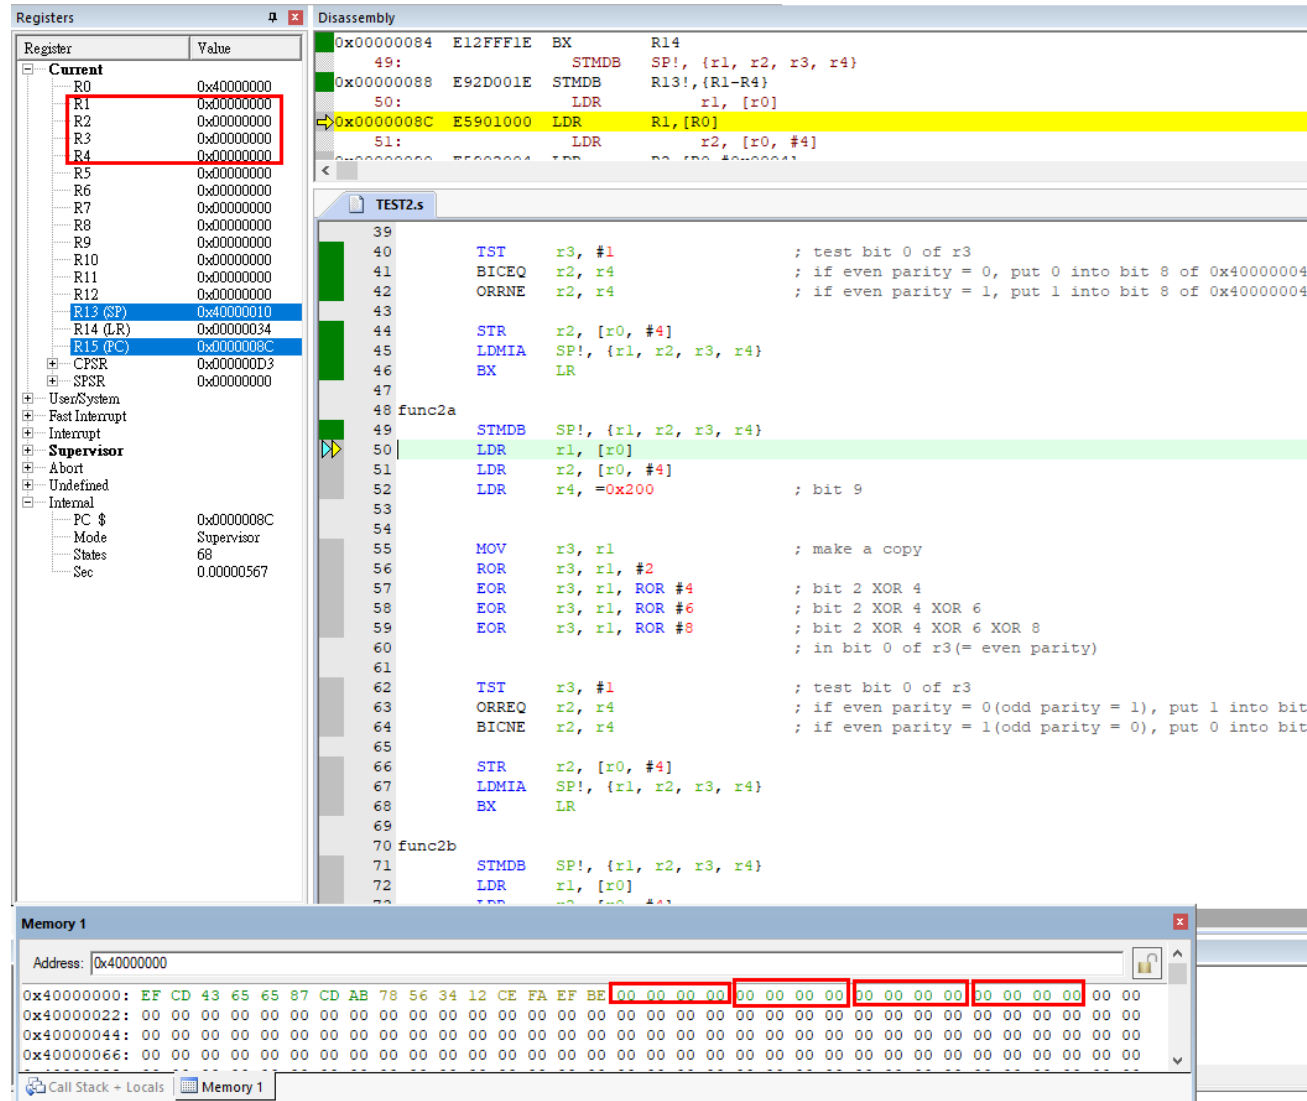 Registers
Register Value
Current
R0 0x40000000
R1 0x00000000
R2 0x00000000
R3 0x00000000
R4 0x00000000
R5 0x00000000
R6 0x00000000
R7 0x00000000
R8 0x00000000
R9 0x00000000
R10 0x00000000
R11 0x00000000
R12 0x00000000
R13 (SP) 0x40000010
R14 (LR) 0x00000034
R15 (PC) 0x0000008C
CPSR 0x000000D3
SPSR 0x00000000
User/System
Fast Interrupt
Interrupt
Supervisor
Abort
Undefined
Internal
PC $ 0x0000008C
Mode Supervisor
States 68
Sec 0.00000567
Disassembly
0x00000084 E12FFF1E BX R14
49: STMDB SP!, {r1, r2, r3, r4}
0x00000088 E92D001E STMDB R13!,{R1-R4}
50: LDR r1, [r0]
0x0000008C E5901000 LDR R1,[R0]
51: LDR r2, [r0, #4]
TEST2.s
39
40 TST r3, #1 ; test bit 0 of r3
41 BICEQ r2, r4 ; if even parity = 0, put 0 into bit 8 of 0x40000004
42 ORRNE r2, r4 ; if even parity = 1, put 1 into bit 8 of 0x40000004
43
44 STR r2, [r0, #4]
45 LDMIA SP!, {r1, r2, r3, r4}
46 BX LR
47
48 func2a
49 STMDB SP!, {r1, r2, r3, r4}
50 LDR r1, [r0]
51 LDR r2, [r0, #4]
52 LDR r4, =0x200 ; bit 9
53
54
55 MOV r3, r1 ; make a copy
56 ROR r3, r1, #2
57 EOR r3, r1, ROR #4 ; bit 2 XOR 4
58 EOR r3, r1, ROR #6 ; bit 2 XOR 4 XOR 6
59 EOR r3, r1, ROR #8 ; bit 2 XOR 4 XOR 6 XOR 8
60 ; in bit 0 of r3(= even parity)
61
62 TST r3, #1 ; test bit 0 of r3
63 ORREQ r2, r4 ; if even parity = 0(odd parity = 1), put 1 into bit
64 BICNE r2, r4 ; if even parity = 1(odd parity = 0), put 0 into bit
65
66 STR r2, [r0, #4]
67 LDMIA SP!, {r1, r2, r3, r4}
68 BX LR
69
70 func2b
71 STMDB SP!, {r1, r2, r3, r4}
72 LDR r1, [r0]
Memory 1
Address: 0x40000000
0x40000000: EF CD 43 65 65 87 CD AB 78 56 34 12 CE FA EF BE 00 00 00 00 00 00 00 00 00 00 00 00 00 00 00 00 00 00
0x40000022: 00 00 00 00 00 00 00 00 00 00 00 00 00 00 00 00 00 00 00 00 00 00 00 00 00 00 00 00 00 00 00 00 00 00
0x40000044: 00 00 00 00 00 00 00 00 00 00 00 00 00 00 00 00 00 00 00 00 00 00 00 00 00 00 00 00 00 00 00 00 00 00
0x40000066: 00 00 00 00 00 00 00 00 00 00 00 00 00 00 00 00 00 00 00 00 00 00 00 00 00 00 00 00 00 00 00 00 00 00
Call Stack + Locals Memory 1